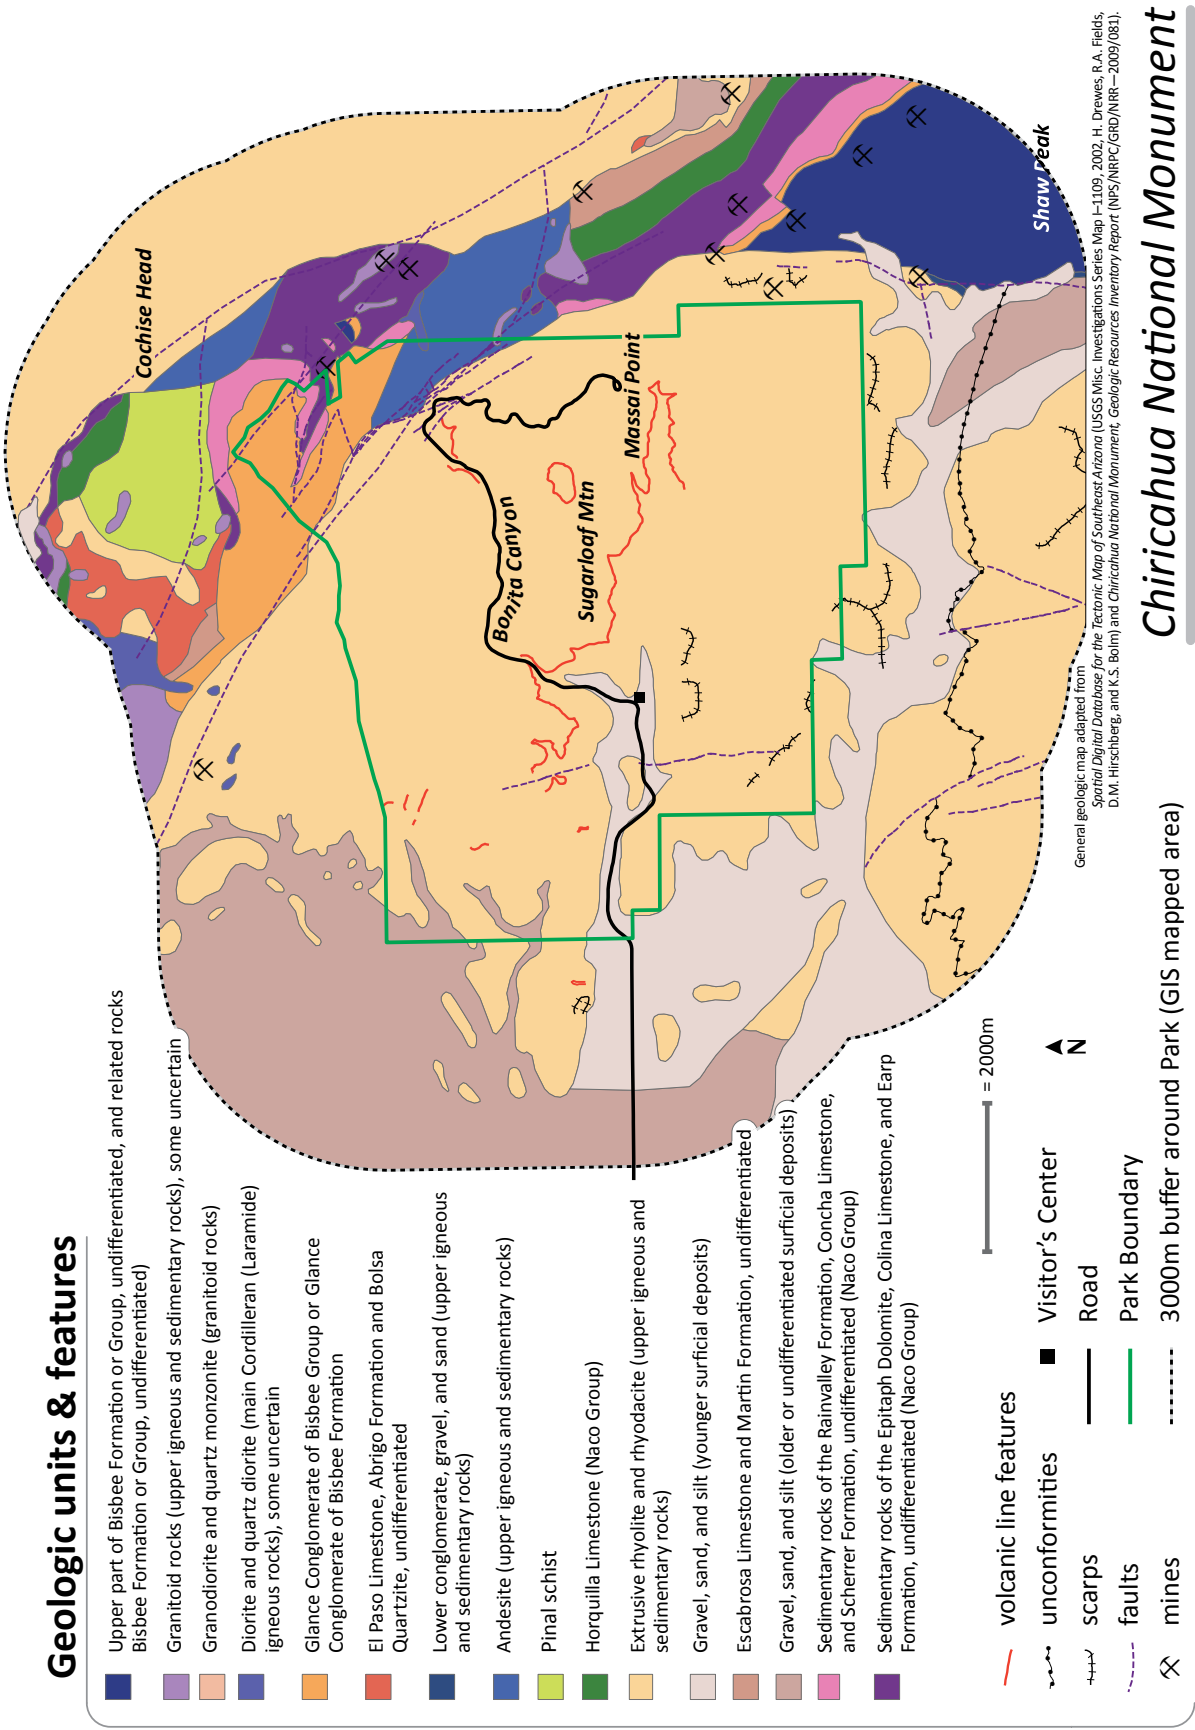 Geologic units & features
Upper part of Bisbee Formation or Group, undifferentiated, and related rocks
Bisbee Formation or Group, undifferentiated)
Granitoid rocks (upper igneous and sedimentary rocks), some uncertain
Granodiorite and quartz monzonite (granitoid rocks)
Diorite and quartz diorite (main Cordilleran (Laramide)
igneous rocks), some uncertain
Glance Conglomerate of Bisbee Group or Glance
Conglomerate of Bisbee Formation
El Paso Limestone, Abrigo Formation and Bolsa
Quartzite, undifferentiated
Lower conglomerate, gravel, and sand (upper igneous
and sedimentary rocks)
Andesite (upper igneous and sedimentary rocks)
Pinal schist
Horquilla Limestone (Naco Group)
Extrusive rhyolite and rhyodacite (upper igneous and
sedimentary rocks)
Gravel, sand, and silt (younger surficial deposits)
Escabrosa Limestone and Martin Formation, undifferentiated
Gravel, sand, and silt (older or undifferentiated surficial deposits)
Sedimentary rocks of the Rainvalley Formation, Concha Limestone,
and Scherrer Formation, undifferentiated (Naco Group)
Sedimentary rocks of the Epitaph Dolomite, Colina Limestone, and Earp
Formation, undifferentiated (Naco Group)
volcanic line features
unconformities
scarps
faults
mines
Visitor's Center
Road
Park Boundary
3000m buffer around Park (GIS mapped area)
= 2000m
N
Cochise Head
Bonita Canyon
Sugarloaf Mtn
Massai Point
Shaw Peak
General geologic map adapted from
Spatial Digital Database for the Tectonic Map of Southeast Arizona (USGS Misc. Investigations Series Map I–1109, 2002, H. Drewes, R.A. Fields,
D.M. Hirschberg, and K.S. Bolm) and Chiricahua National Monument, Geologic Resources Inventory Report (NPS/NRPC/GRD/NRR—2009/081).
Chiricahua National Monument